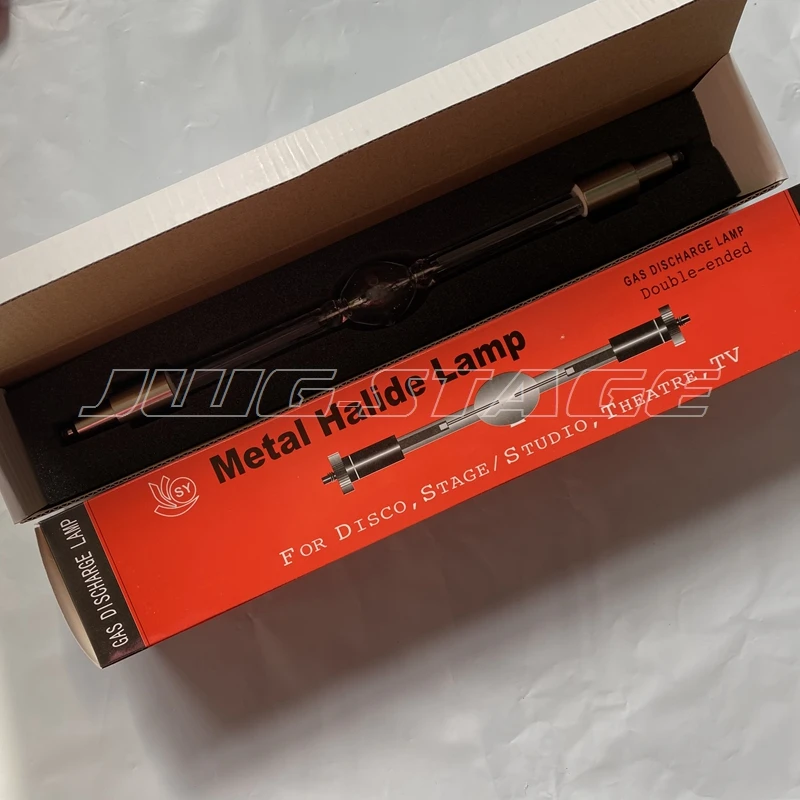 GAS DISCHARGE LAMP
Double-ended
JWG-STAGE
Metal Halide Lamp
SY
FOR DISCO, STAGE/STUDIO, THEATRE, TV
GAS DISCHARGE LAMP